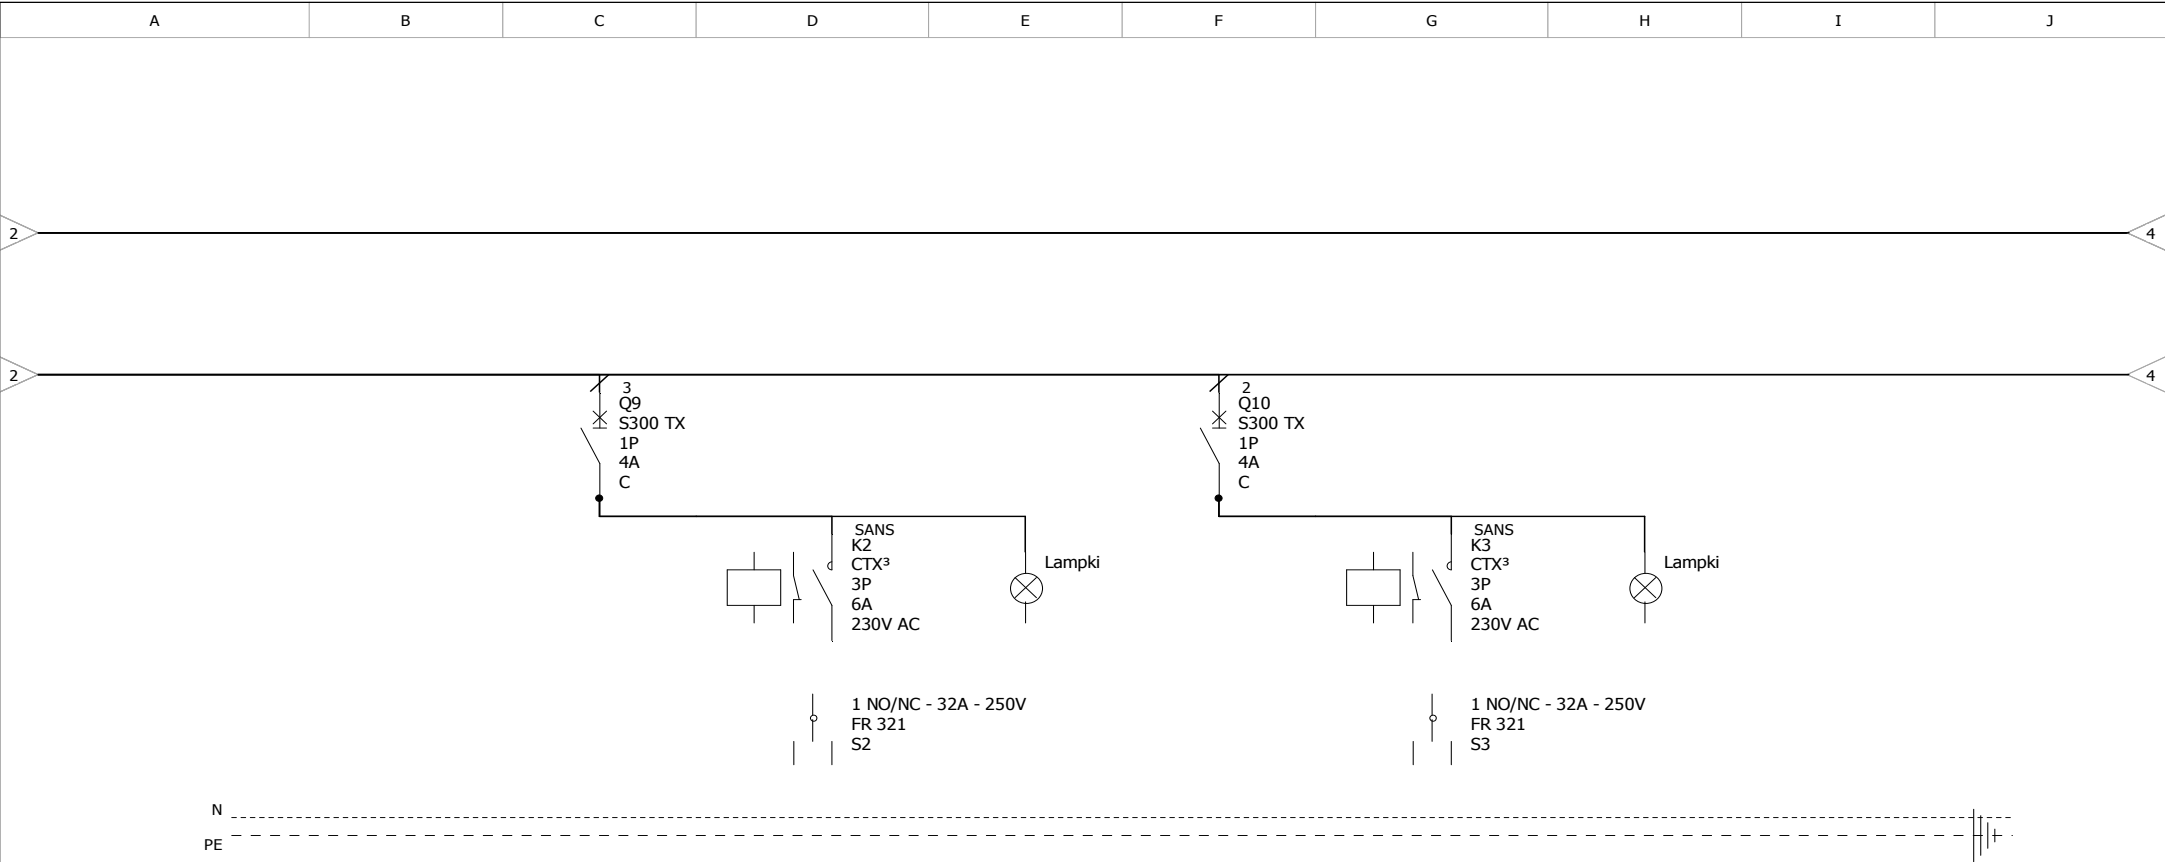 A B C D E F G H I J
2 4
2 4
3
Q9
S300 TX
1P
4A
C
2
Q10
S300 TX
1P
4A
C
SANS
K2
CTX³
3P
6A
230V AC
Lampki
SANS
K3
CTX³
3P
6A
230V AC
Lampki
1 NO/NC - 32A - 250V
FR 321
S2
1 NO/NC - 32A - 250V
FR 321
S3
N
PE